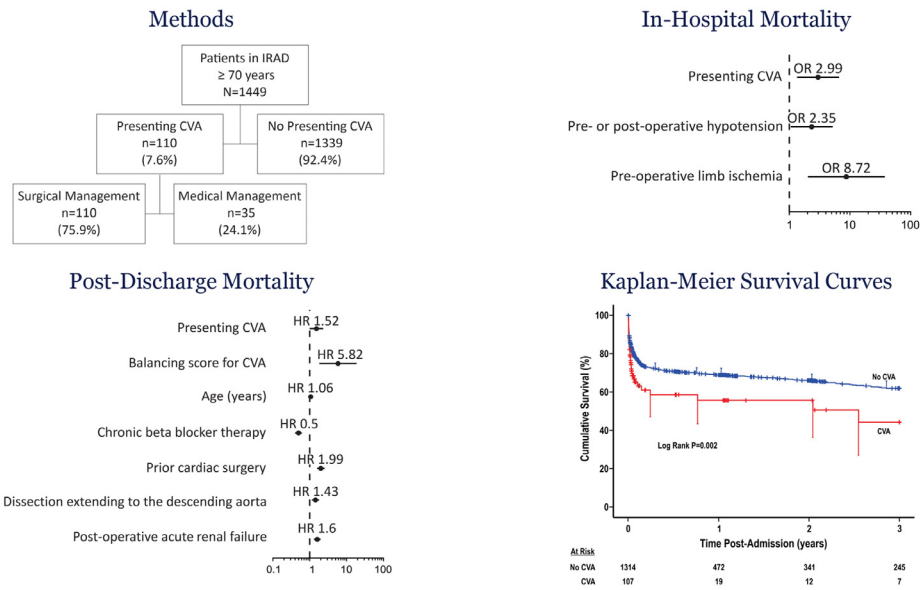 Methods
Patients in IRAD
≥ 70 years
N=1449
Presenting CVA
n=110
(7.6%)
No Presenting CVA
n=1339
(92.4%)
Surgical Management
n=110
(75.9%)
Medical Management
n=35
(24.1%)
In-Hospital Mortality
Presenting CVA
OR 2.99
Pre- or post-operative hypotension
OR 2.35
Pre-operative limb ischemia
OR 8.72
1 10 100
Post-Discharge Mortality
Presenting CVA
HR 1.52
Balancing score for CVA
HR 5.82
Age (years)
HR 1.06
Chronic beta blocker therapy
HR 0.5
Prior cardiac surgery
HR 1.99
Dissection extending to the descending aorta
HR 1.43
Post-operative acute renal failure
HR 1.6
0.1 1 10 100
Kaplan-Meier Survival Curves
Cumulative Survival (%)
100
80
60
40
20
0
No CVA
CVA
Log Rank P=0.002
0 1 2 3
Time Post-Admission (years)
At Risk
No CVA 1314 472 341 245
CVA 107 19 12 7